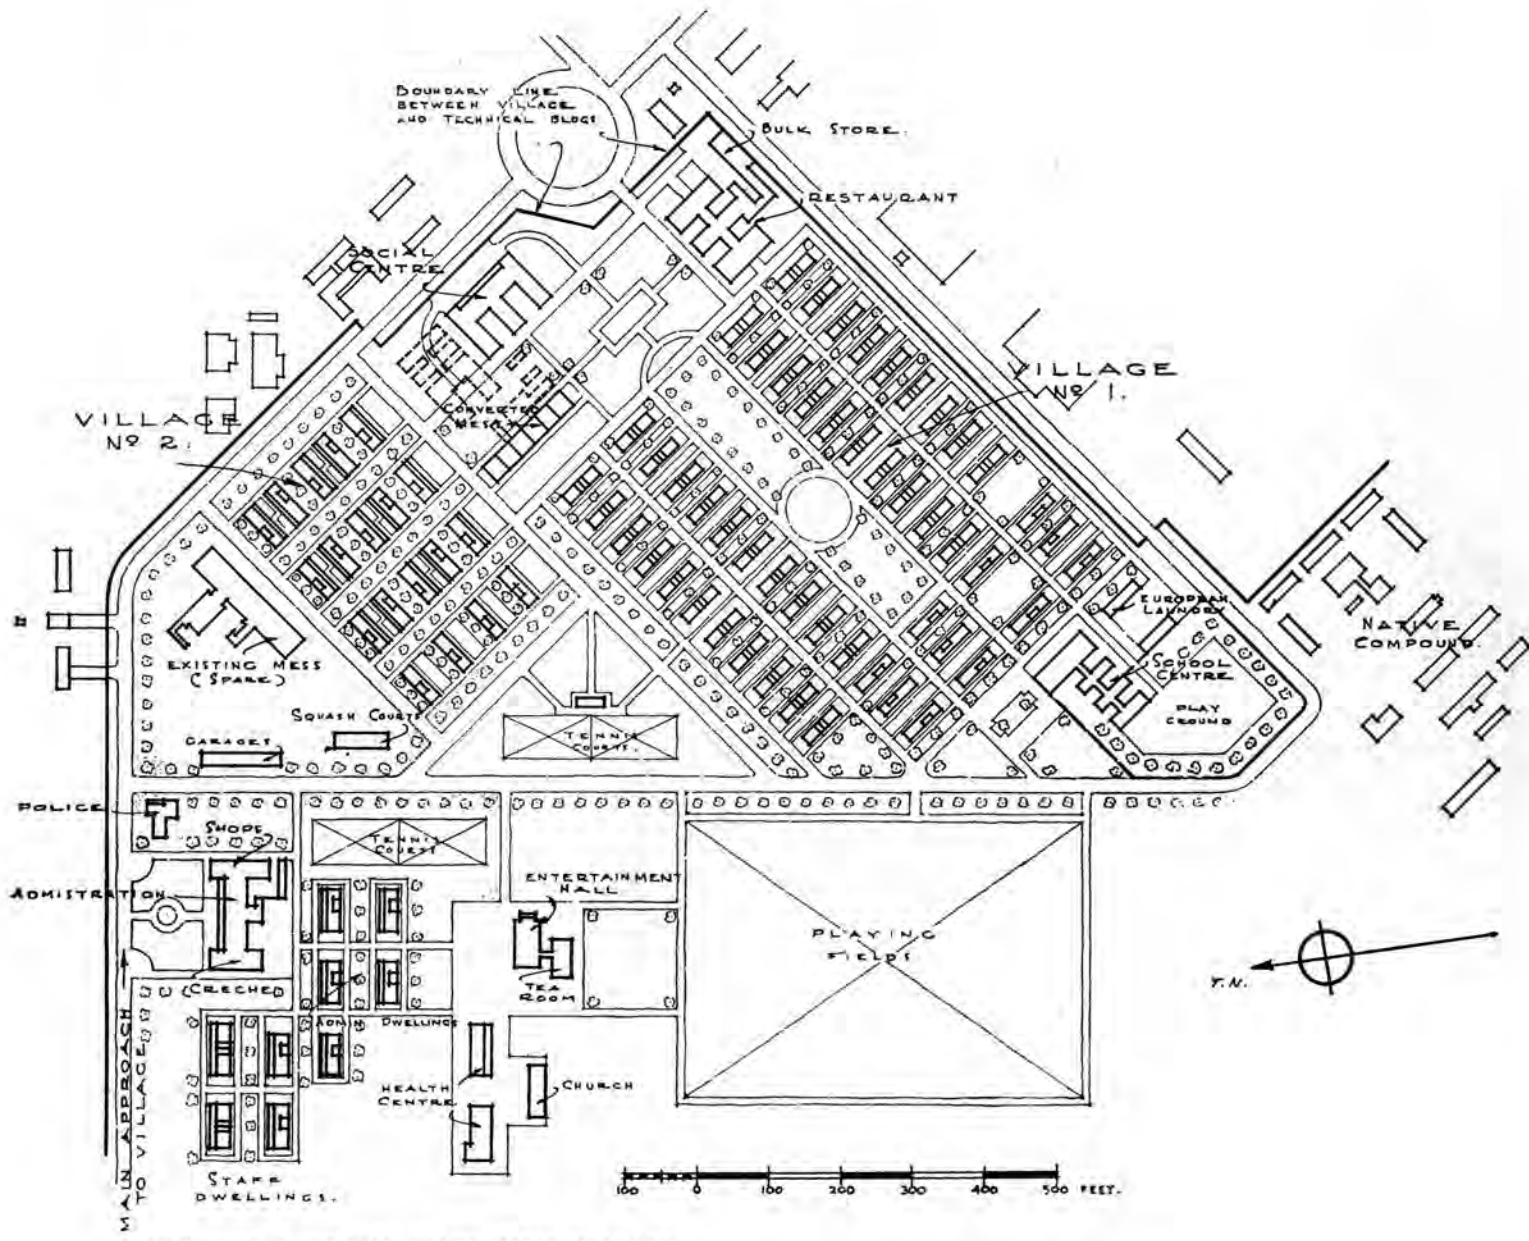 BOUNDARY LINE
BETWEEN VILLAGE
AND TECHNICAL BLDGS
BULK STORE.
RESTAURANT
SOCIAL
CENTRE
VILLAGE
Nº 1.
CONVERTED
MESS
VILLAGE
Nº 2.
EUROPEAN
LAUNDRY
NATIVE
COMPOUND.
SCHOOL
CENTRE
PLAY
GROUND
EXISTING MESS
(SPARE)
SQUASH COURTS
GARAGES
TENNIS
COURTS.
POLICE
SHOPS
TENNIS
COURTS
ADMISTRATION
ENTERTAINMENT
HALL
PLAYING
FIELDS
CRECHE
TEA
ROOM
T.N.
ADMIN DWELLINGS
MAIN APPROACH
TO VILLAGE
HEALTH
CENTRE
CHURCH
STAFF
DWELLINGS.
100 0 100 200 300 400 500 FEET.